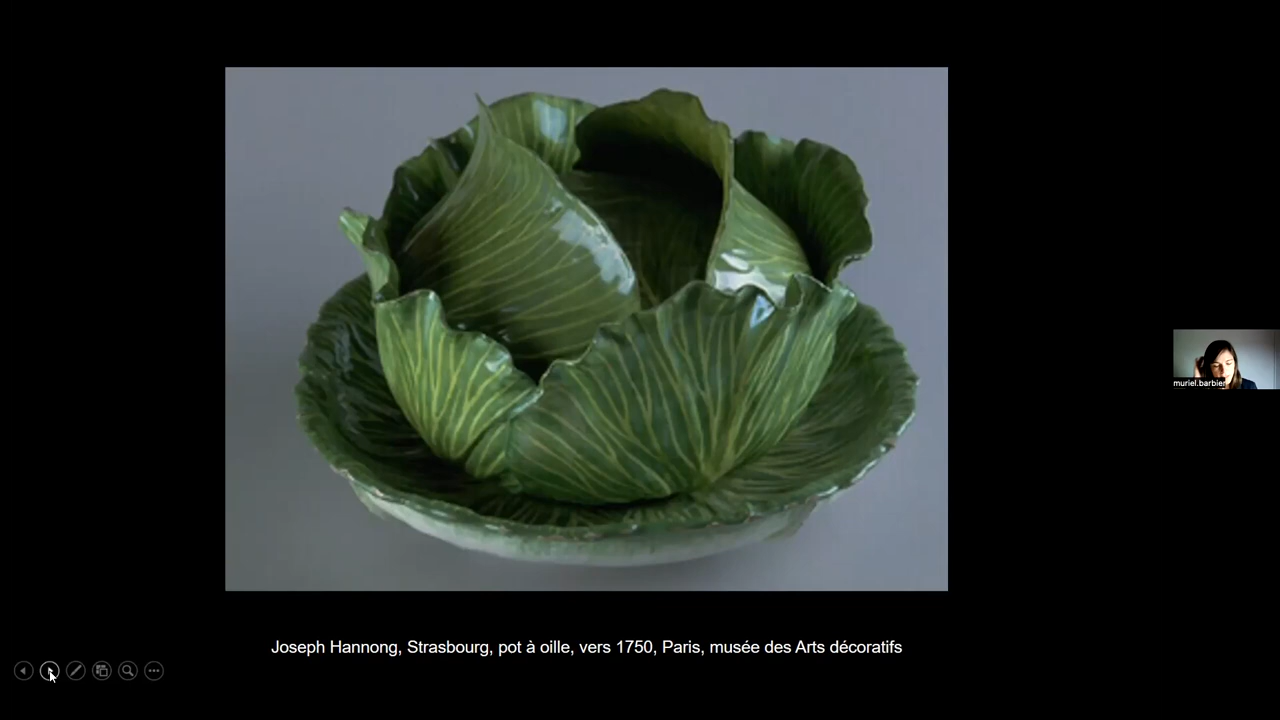 muriel.barbier
Joseph Hannong, Strasbourg, pot à oille, vers 1750, Paris, musée des Arts décoratifs